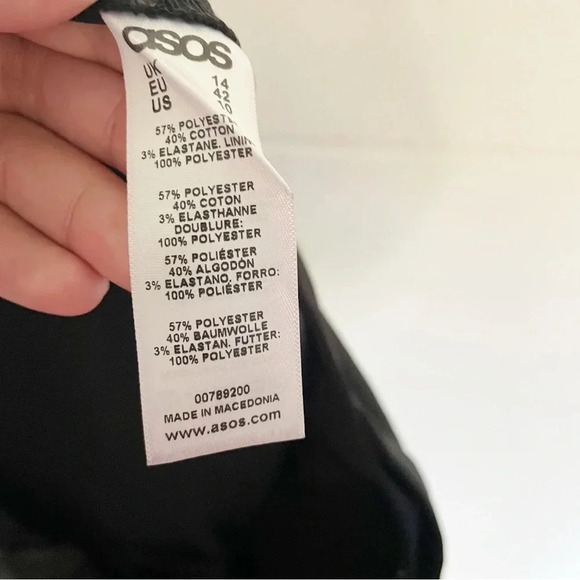 asos
UK 14
EU 42
US 10
57% POLYESTER
40% COTTON
3% ELASTANE. LINING
100% POLYESTER
57% POLYESTER
40% COTON
3% ELASTHANNE
DOUBLURE:
100% POLYESTER
57% POLIÉSTER
40% ALGODÓN
3% ELASTANO. FORRO:
100% POLIÉSTER
57% POLYESTER
40% BAUMWOLLE
3% ELASTAN. FUTTER:
100% POLYESTER
00789200
MADE IN MACEDONIA
www.asos.com